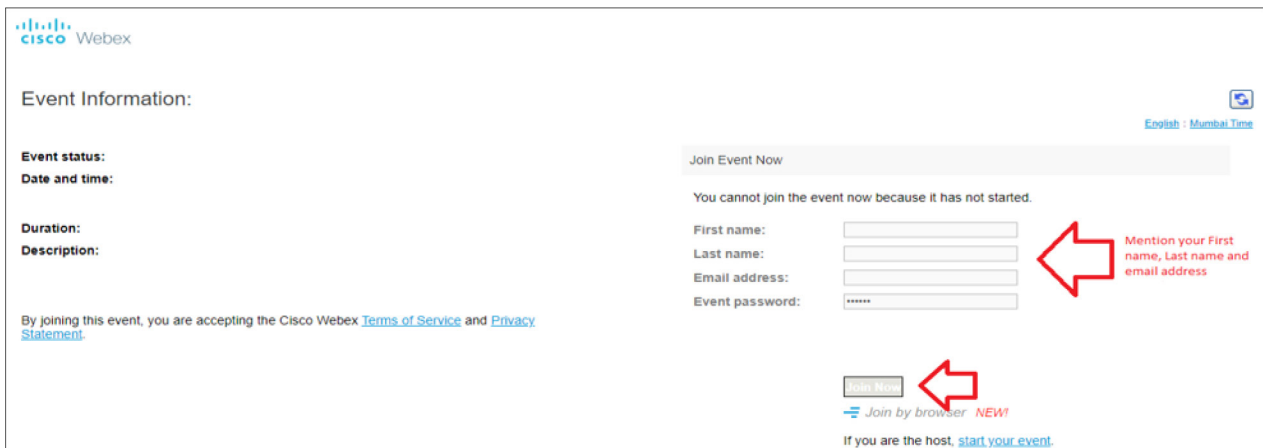 CISCO Webex
Event Information:
English : Mumbai Time
Event status:
Date and time:
Duration:
Description:
By joining this event, you are accepting the Cisco Webex Terms of Service and Privacy
Statement.
Join Event Now
You cannot join the event now because it has not started.
First name:
Last name:
Email address:
Event password: ••••••
Mention your First
name, Last name and
email address
Join Now
Join by browser NEW!
If you are the host, start your event.